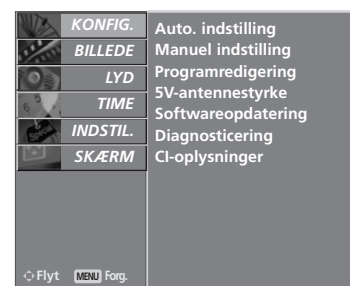 KONFIG.
BILLEDE
LYD
TIME
INDSTIL.
SKÆRM
Auto. indstilling
Manuel indstilling
Programredigering
5V-antennestyrke
Softwareopdatering
Diagnosticering
CI-oplysninger
Flyt MENU Forg.